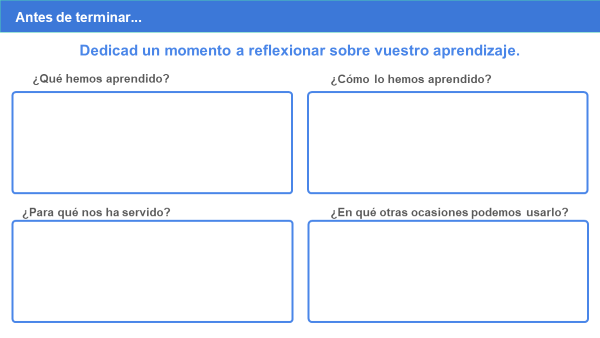 Antes de terminar...
Dedicad un momento a reflexionar sobre vuestro aprendizaje.
¿Qué hemos aprendido?
¿Cómo lo hemos aprendido?
¿Para qué nos ha servido?
¿En qué otras ocasiones podemos usarlo?